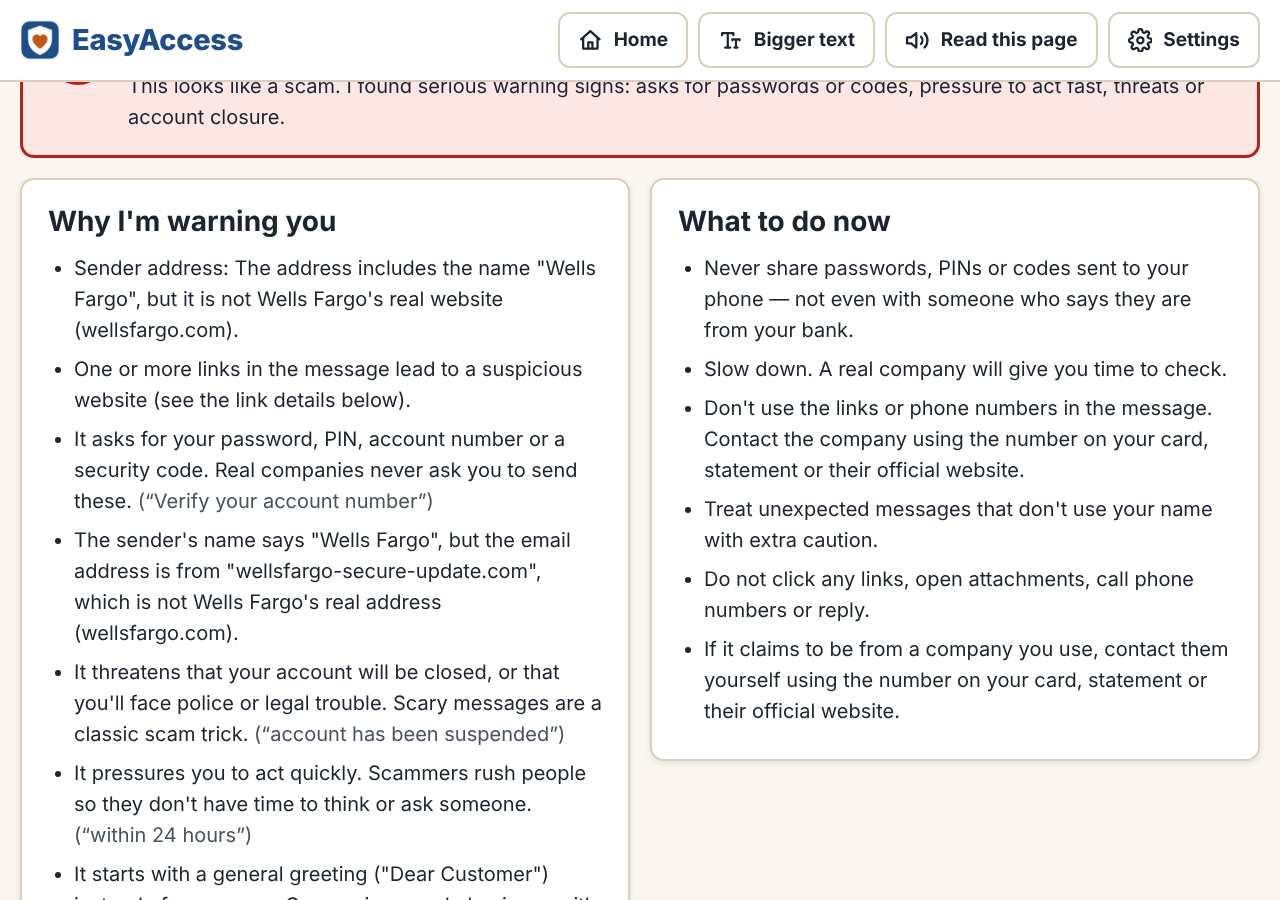 EasyAccess
Home
Bigger text
Read this page
Settings
This looks like a scam. I found serious warning signs: asks for passwords or codes, pressure to act fast, threats or
account closure.
Why I'm warning you
Sender address: The address includes the name "Wells
Fargo", but it is not Wells Fargo's real website
(wellsfargo.com).
One or more links in the message lead to a suspicious
website (see the link details below).
It asks for your password, PIN, account number or a
security code. Real companies never ask you to send
these. (“Verify your account number”)
The sender's name says "Wells Fargo", but the email
address is from "wellsfargo-secure-update.com",
which is not Wells Fargo's real address
(wellsfargo.com).
It threatens that your account will be closed, or that
you'll face police or legal trouble. Scary messages are a
classic scam trick. (“account has been suspended”)
It pressures you to act quickly. Scammers rush people
so they don't have time to think or ask someone.
(“within 24 hours”)
It starts with a general greeting ("Dear Customer")
What to do now
Never share passwords, PINs or codes sent to your
phone — not even with someone who says they are
from your bank.
Slow down. A real company will give you time to check.
Don't use the links or phone numbers in the message.
Contact the company using the number on your card,
statement or their official website.
Treat unexpected messages that don't use your name
with extra caution.
Do not click any links, open attachments, call phone
numbers or reply.
If it claims to be from a company you use, contact them
yourself using the number on your card, statement or
their official website.